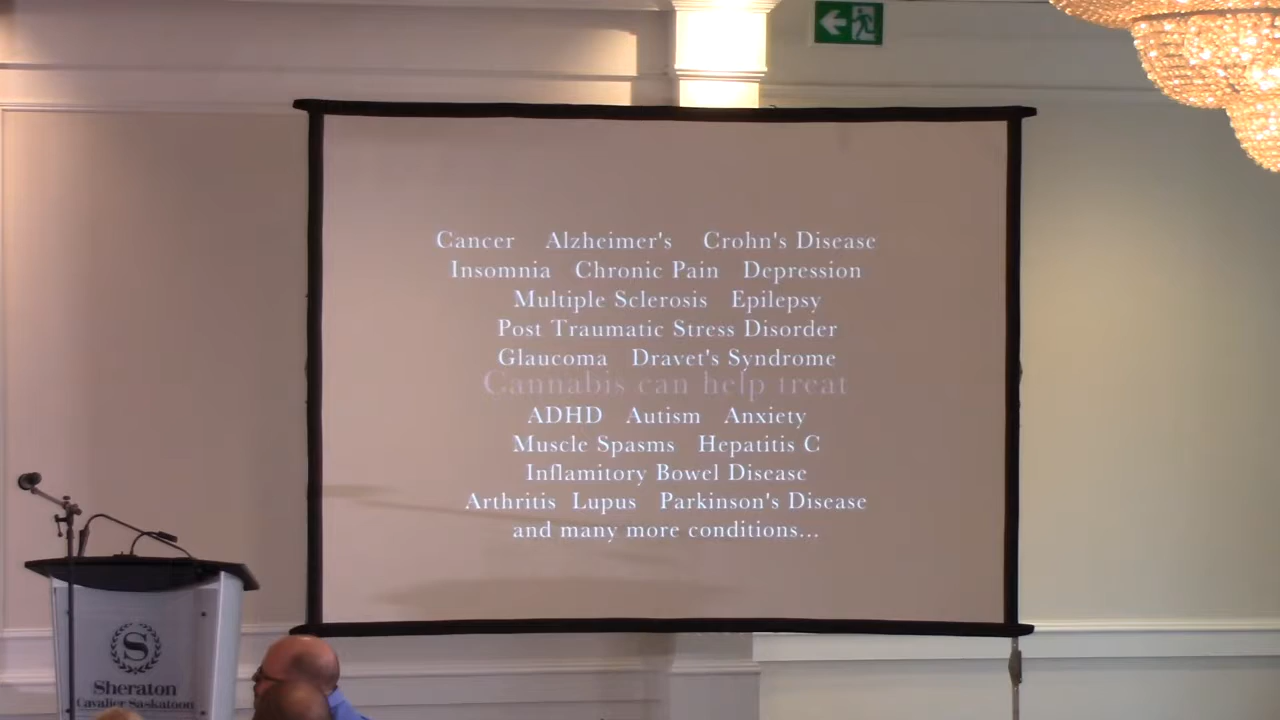 Cancer Alzheimer's Crohn's Disease
Insomnia Chronic Pain Depression
Multiple Sclerosis Epilepsy
Post Traumatic Stress Disorder
Glaucoma Dravet's Syndrome
Cannabis can help treat
ADHD Autism Anxiety
Muscle Spasms Hepatitis C
Inflamitory Bowel Disease
Arthritis Lupus Parkinson's Disease
and many more conditions...
S
Sheraton
Cavalier Saskatoon